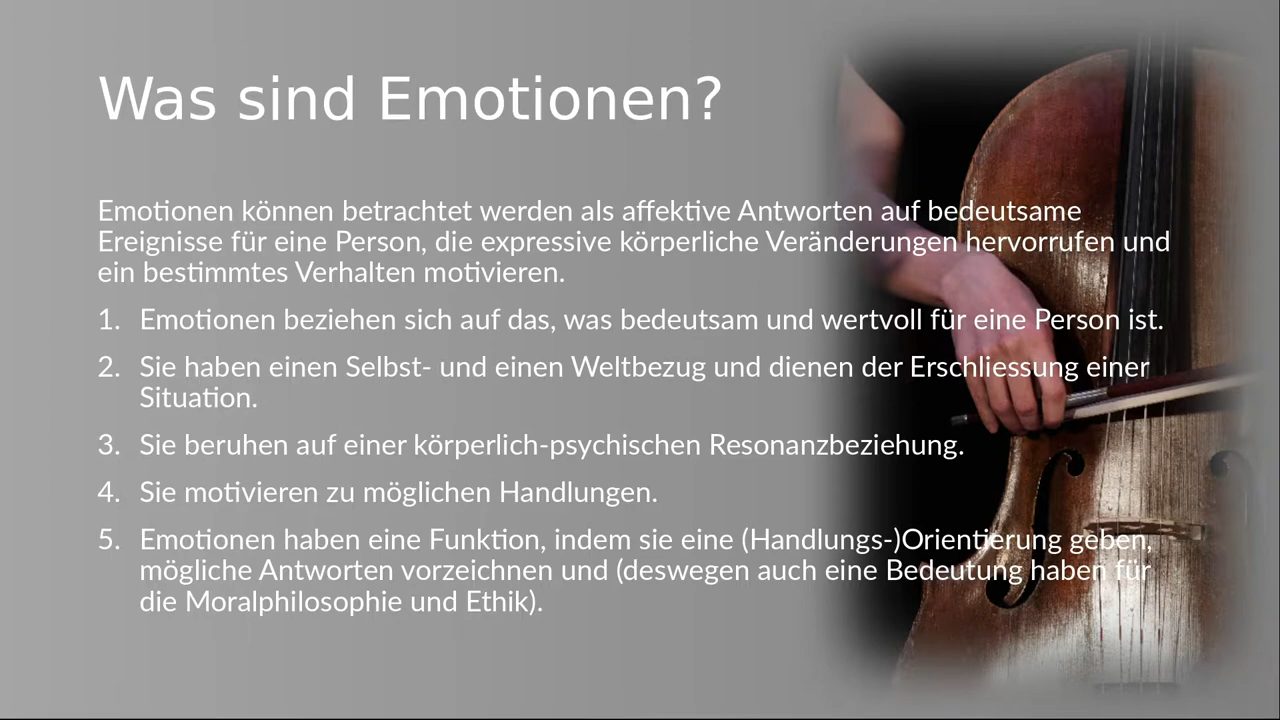 Was sind Emotionen?
Emotionen können betrachtet werden als affektive Antworten auf bedeutsame
Ereignisse für eine Person, die expressive körperliche Veränderungen hervorrufen und
ein bestimmtes Verhalten motivieren.
1. Emotionen beziehen sich auf das, was bedeutsam und wertvoll für eine Person ist.
2. Sie haben einen Selbst- und einen Weltbezug und dienen der Erschliessung einer
Situation.
3. Sie beruhen auf einer körperlich-psychischen Resonanzbeziehung.
4. Sie motivieren zu möglichen Handlungen.
5. Emotionen haben eine Funktion, indem sie eine (Handlungs-)Orientierung geben,
mögliche Antworten vorzeichnen und (deswegen auch eine Bedeutung haben für
die Moralphilosophie und Ethik).